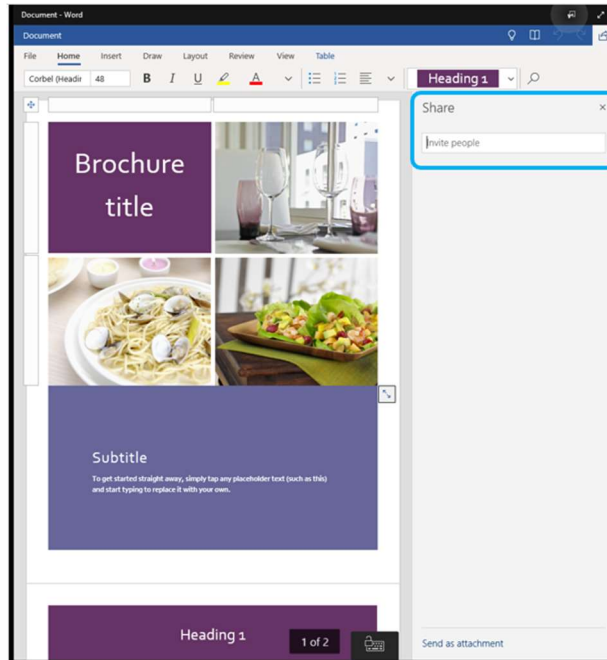 Document - Word
Document
File Home Insert Draw Layout Review View Table
Corbel (Headir 48 B I U A Heading 1
Share
Invite people
Brochure
title
Subtitle
To get started straight away, simply tap any placeholder text (such as this)
and start typing to replace it with your own.
Heading 1
1 of 2
Send as attachment